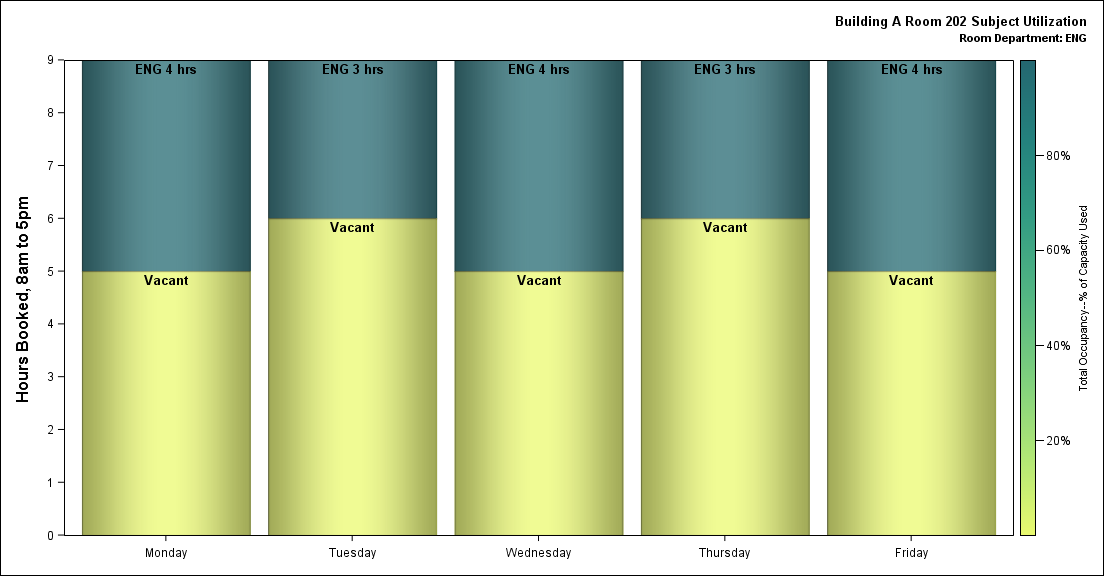 Building A Room 202 Subject Utilization
Room Department: ENG
Hours Booked, 8am to 5pm
9
8
7
6
5
4
3
2
1
0
ENG 4 hrs
Vacant
ENG 3 hrs
Vacant
ENG 4 hrs
Vacant
ENG 3 hrs
Vacant
ENG 4 hrs
Vacant
Monday
Tuesday
Wednesday
Thursday
Friday
80%
60%
40%
20%
Total Occupancy--% of Capacity Used